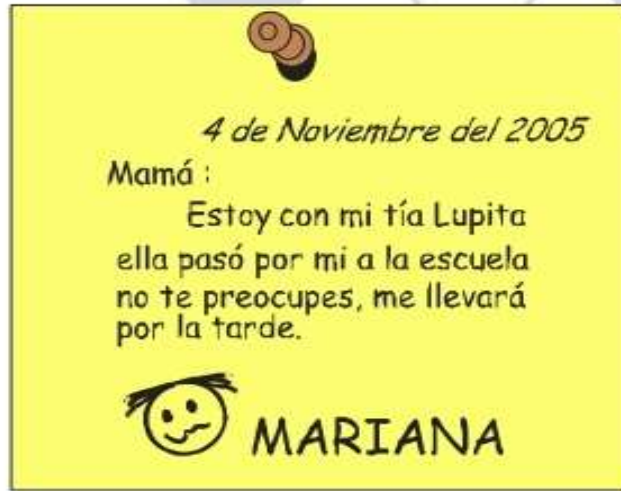 4 de Noviembre del 2005
Mamá :
Estoy con mi tía Lupita
ella pasó por mi a la escuela
no te preocupes, me llevará
por la tarde.
MARIANA